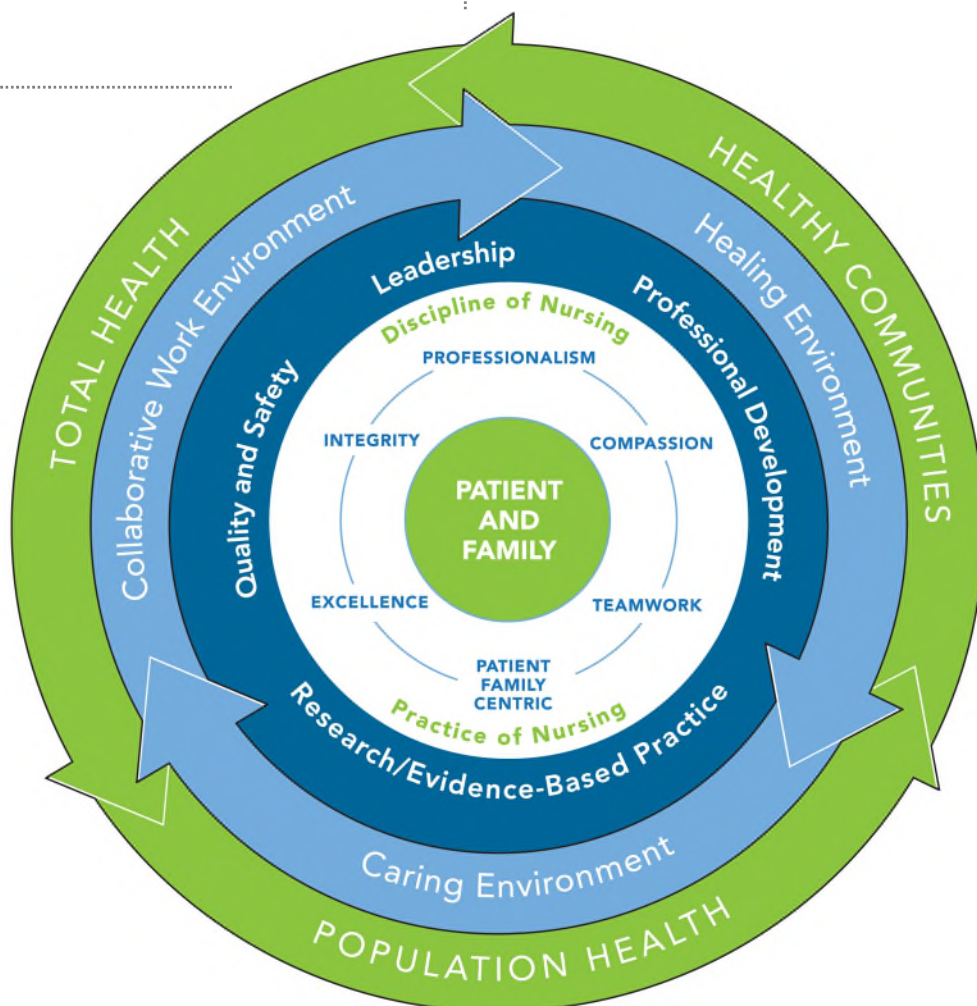 TOTAL HEALTH
HEALTHY COMMUNITIES
POPULATION HEALTH
Collaborative Work Environment
Healing Environment
Caring Environment
Leadership
Professional Development
Quality and Safety
Research/Evidence-Based Practice
Discipline of Nursing
PROFESSIONALISM
INTEGRITY
COMPASSION
PATIENT
AND
FAMILY
EXCELLENCE
TEAMWORK
PATIENT
FAMILY
CENTRIC
Practice of Nursing